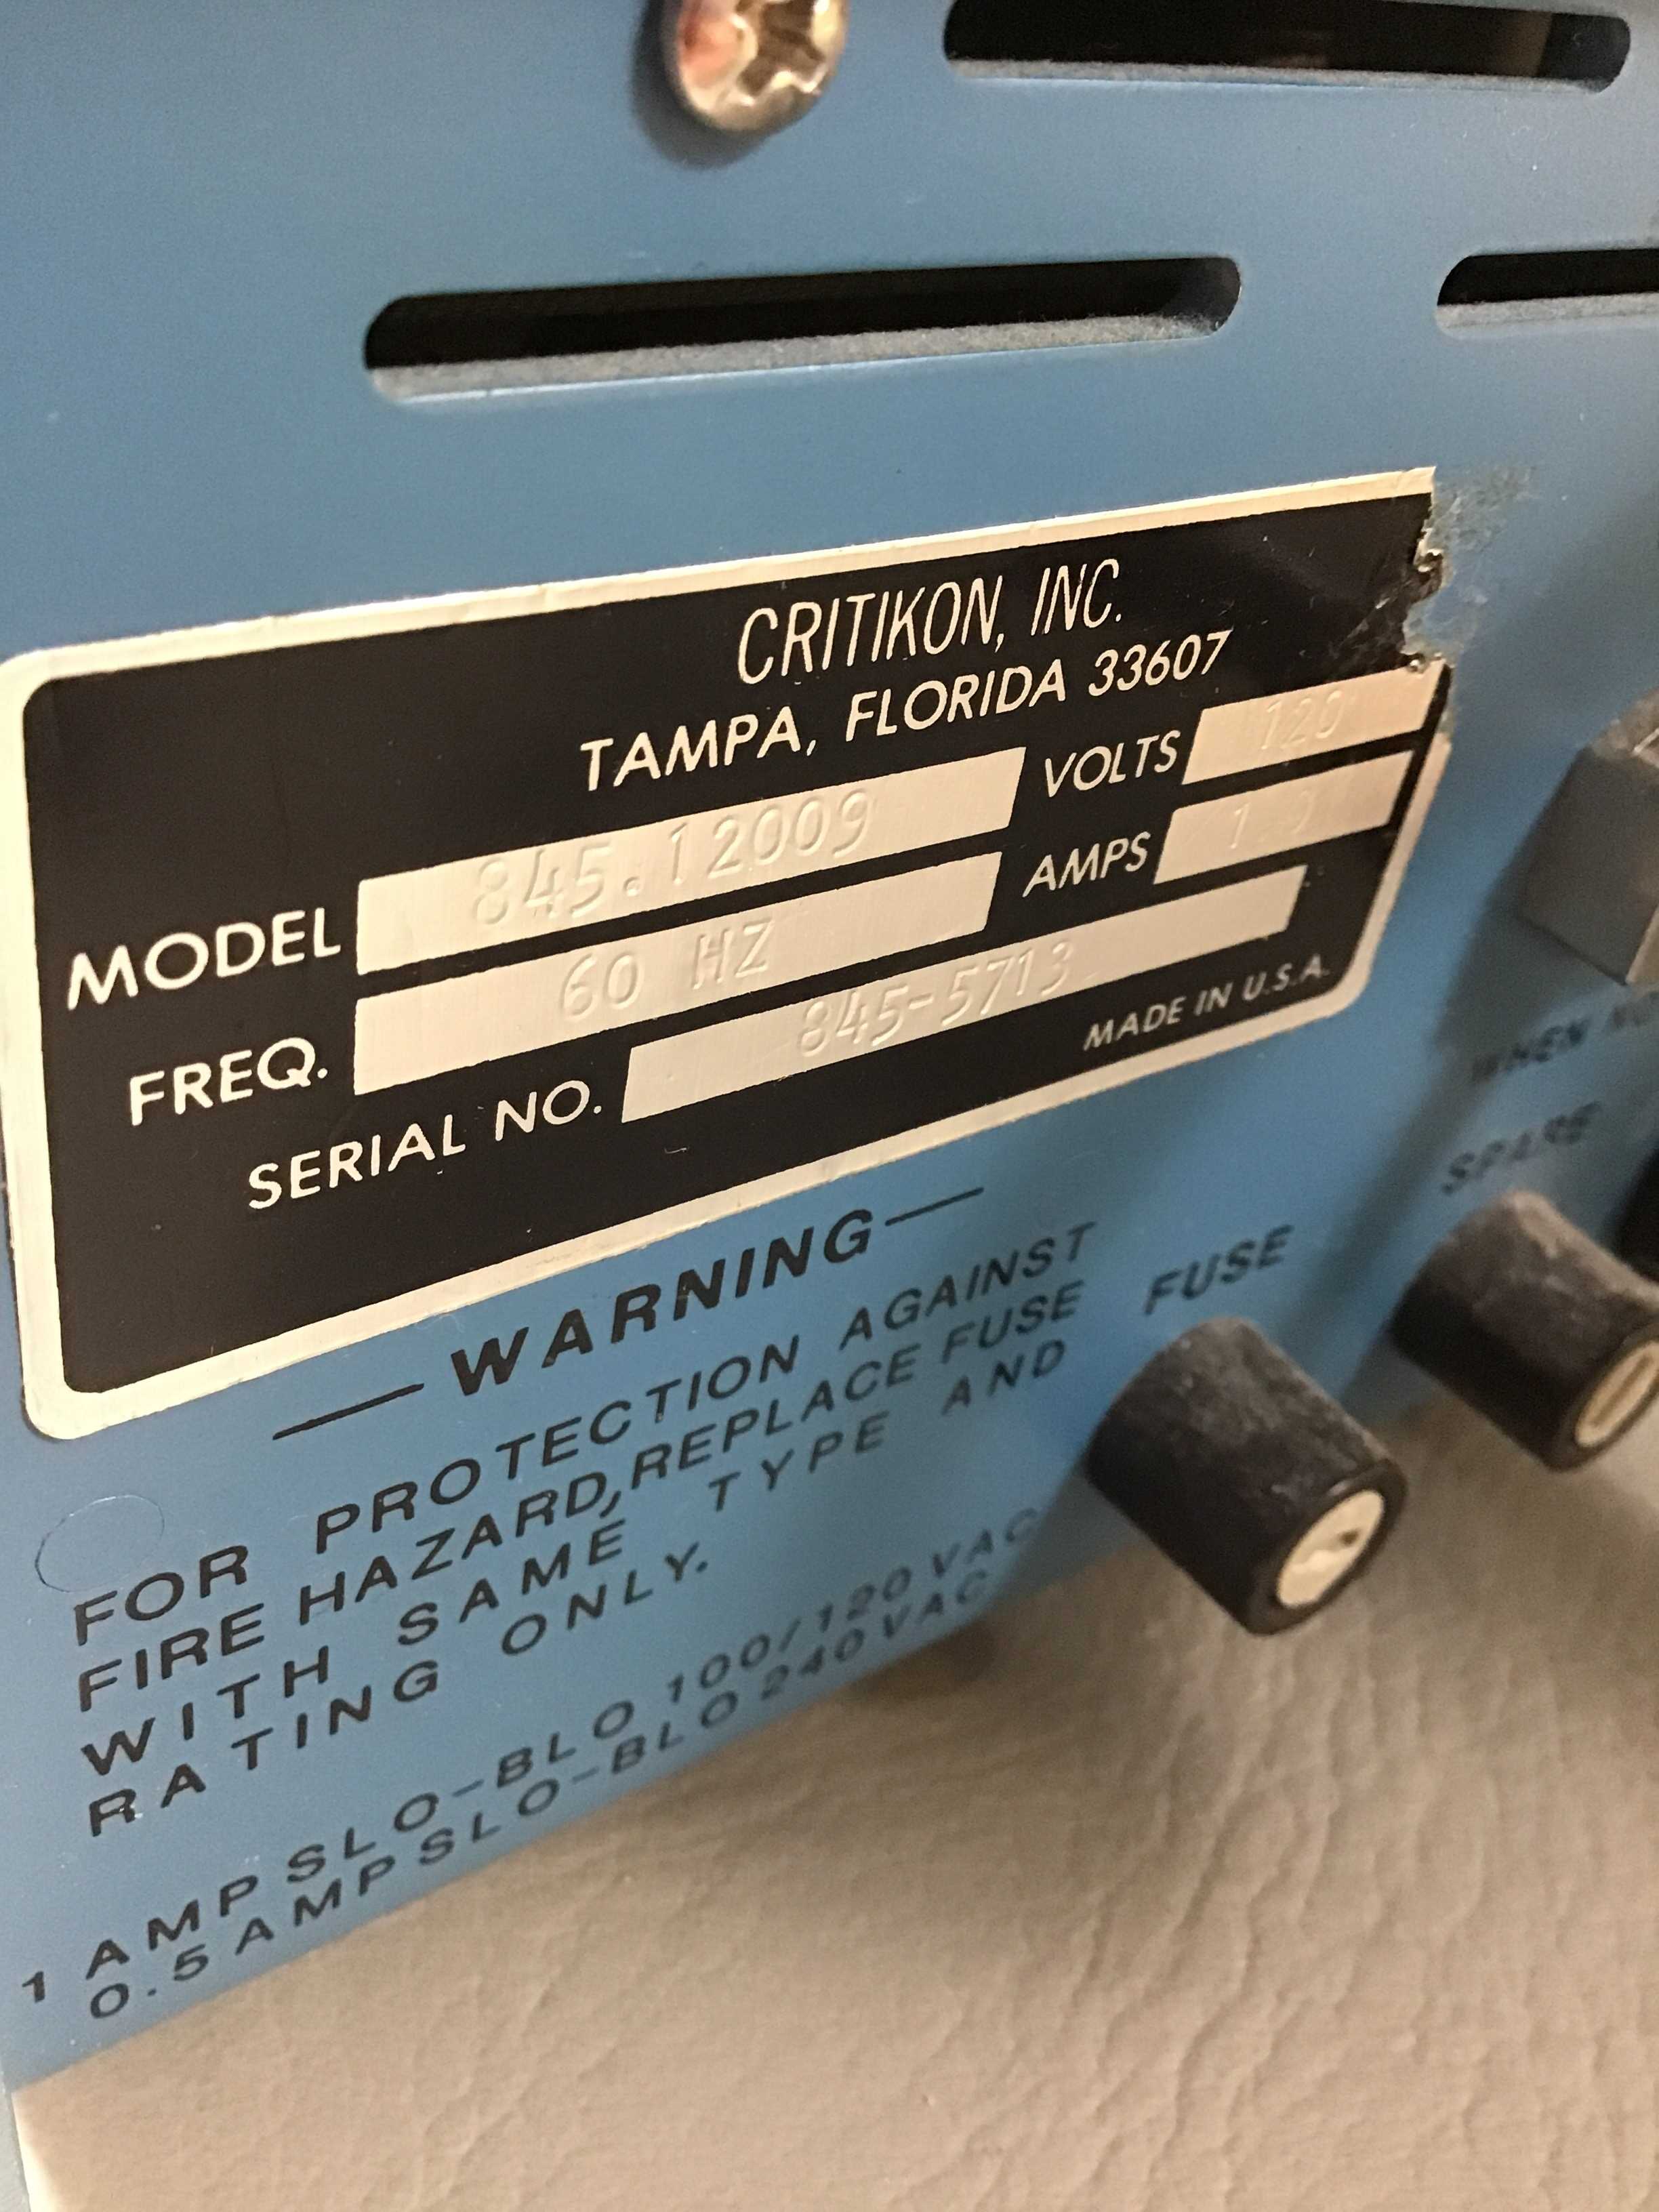 CRITIKON, INC.
TAMPA, FLORIDA 33607
MODEL 845.12009 VOLTS 120
FREQ. 60 HZ AMPS
SERIAL NO. 845-5713
MADE IN U.S.A.
WHEN
SPARE
FUSE
— WARNING —
FOR PROTECTION AGAINST
FIRE HAZARD, REPLACE FUSE
WITH SAME TYPE AND
RATING ONLY.
1 AMP SLO-BLO 100/120 VAC
0.5 AMP SLO-BLO 240 VAC